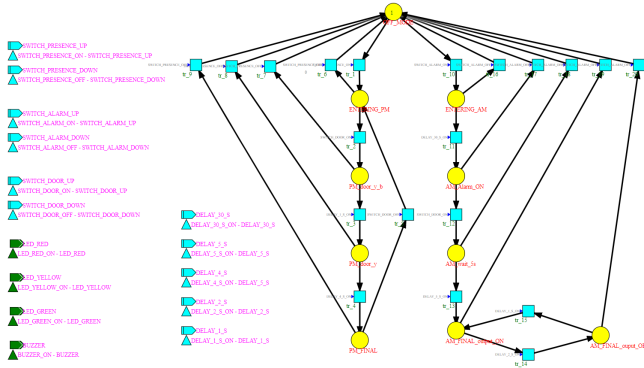 SWITCH_PRESENCE_UP
SWITCH_PRESENCE_ON - SWITCH_PRESENCE_UP
SWITCH_PRESENCE_DOWN
SWITCH_PRESENCE_OFF - SWITCH_PRESENCE_DOWN
SWITCH_ALARM_UP
SWITCH_ALARM_ON - SWITCH_ALARM_UP
SWITCH_ALARM_DOWN
SWITCH_ALARM_OFF - SWITCH_ALARM_DOWN
SWITCH_DOOR_UP
SWITCH_DOOR_ON - SWITCH_DOOR_UP
SWITCH_DOOR_DOWN
SWITCH_DOOR_OFF - SWITCH_DOOR_DOWN
LED_RED
LED_RED_ON - LED_RED
LED_YELLOW
LED_YELLOW_ON - LED_YELLOW
LED_GREEN
LED_GREEN_ON - LED_GREEN
BUZZER
BUZZER_ON - BUZZER
DELAY_30_S
DELAY_30_S_ON - DELAY_30_S
DELAY_5_S
DELAY_5_S_ON - DELAY_5_S
DELAY_4_S
DELAY_4_S_ON - DELAY_4_S
DELAY_2_S
DELAY_2_S_ON - DELAY_2_S
DELAY_1_S
DELAY_1_S_ON - DELAY_1_S
tr_9
tr_8
tr_7
tr_6
tr_1
tr_10
tr_16
ENTERING_PM
ENTERING_AM
tr_2
tr_11
PM_door_y_b
AM_Alarm_ON
tr_3
tr_12
PM_door_y
AM_wait_5s
tr_4
tr_13
PM_FINAL
AM_FINAL_ouput_ON
tr_15
tr_14